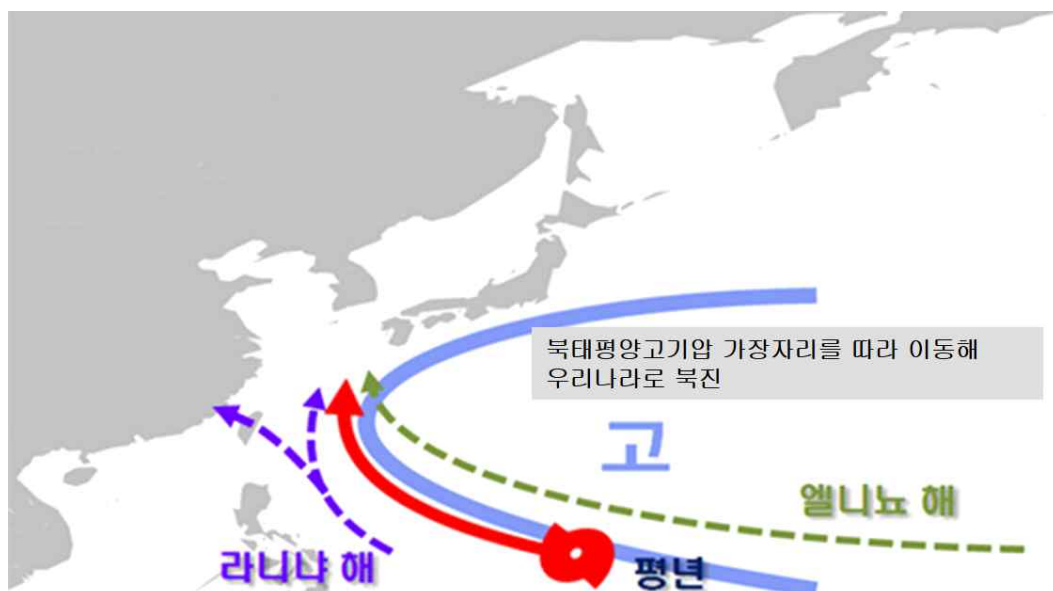 북태평양고기압 가장자리를 따라 이동해
우리나라로 북진
고
엘니뇨 해
라니냐 해
평년